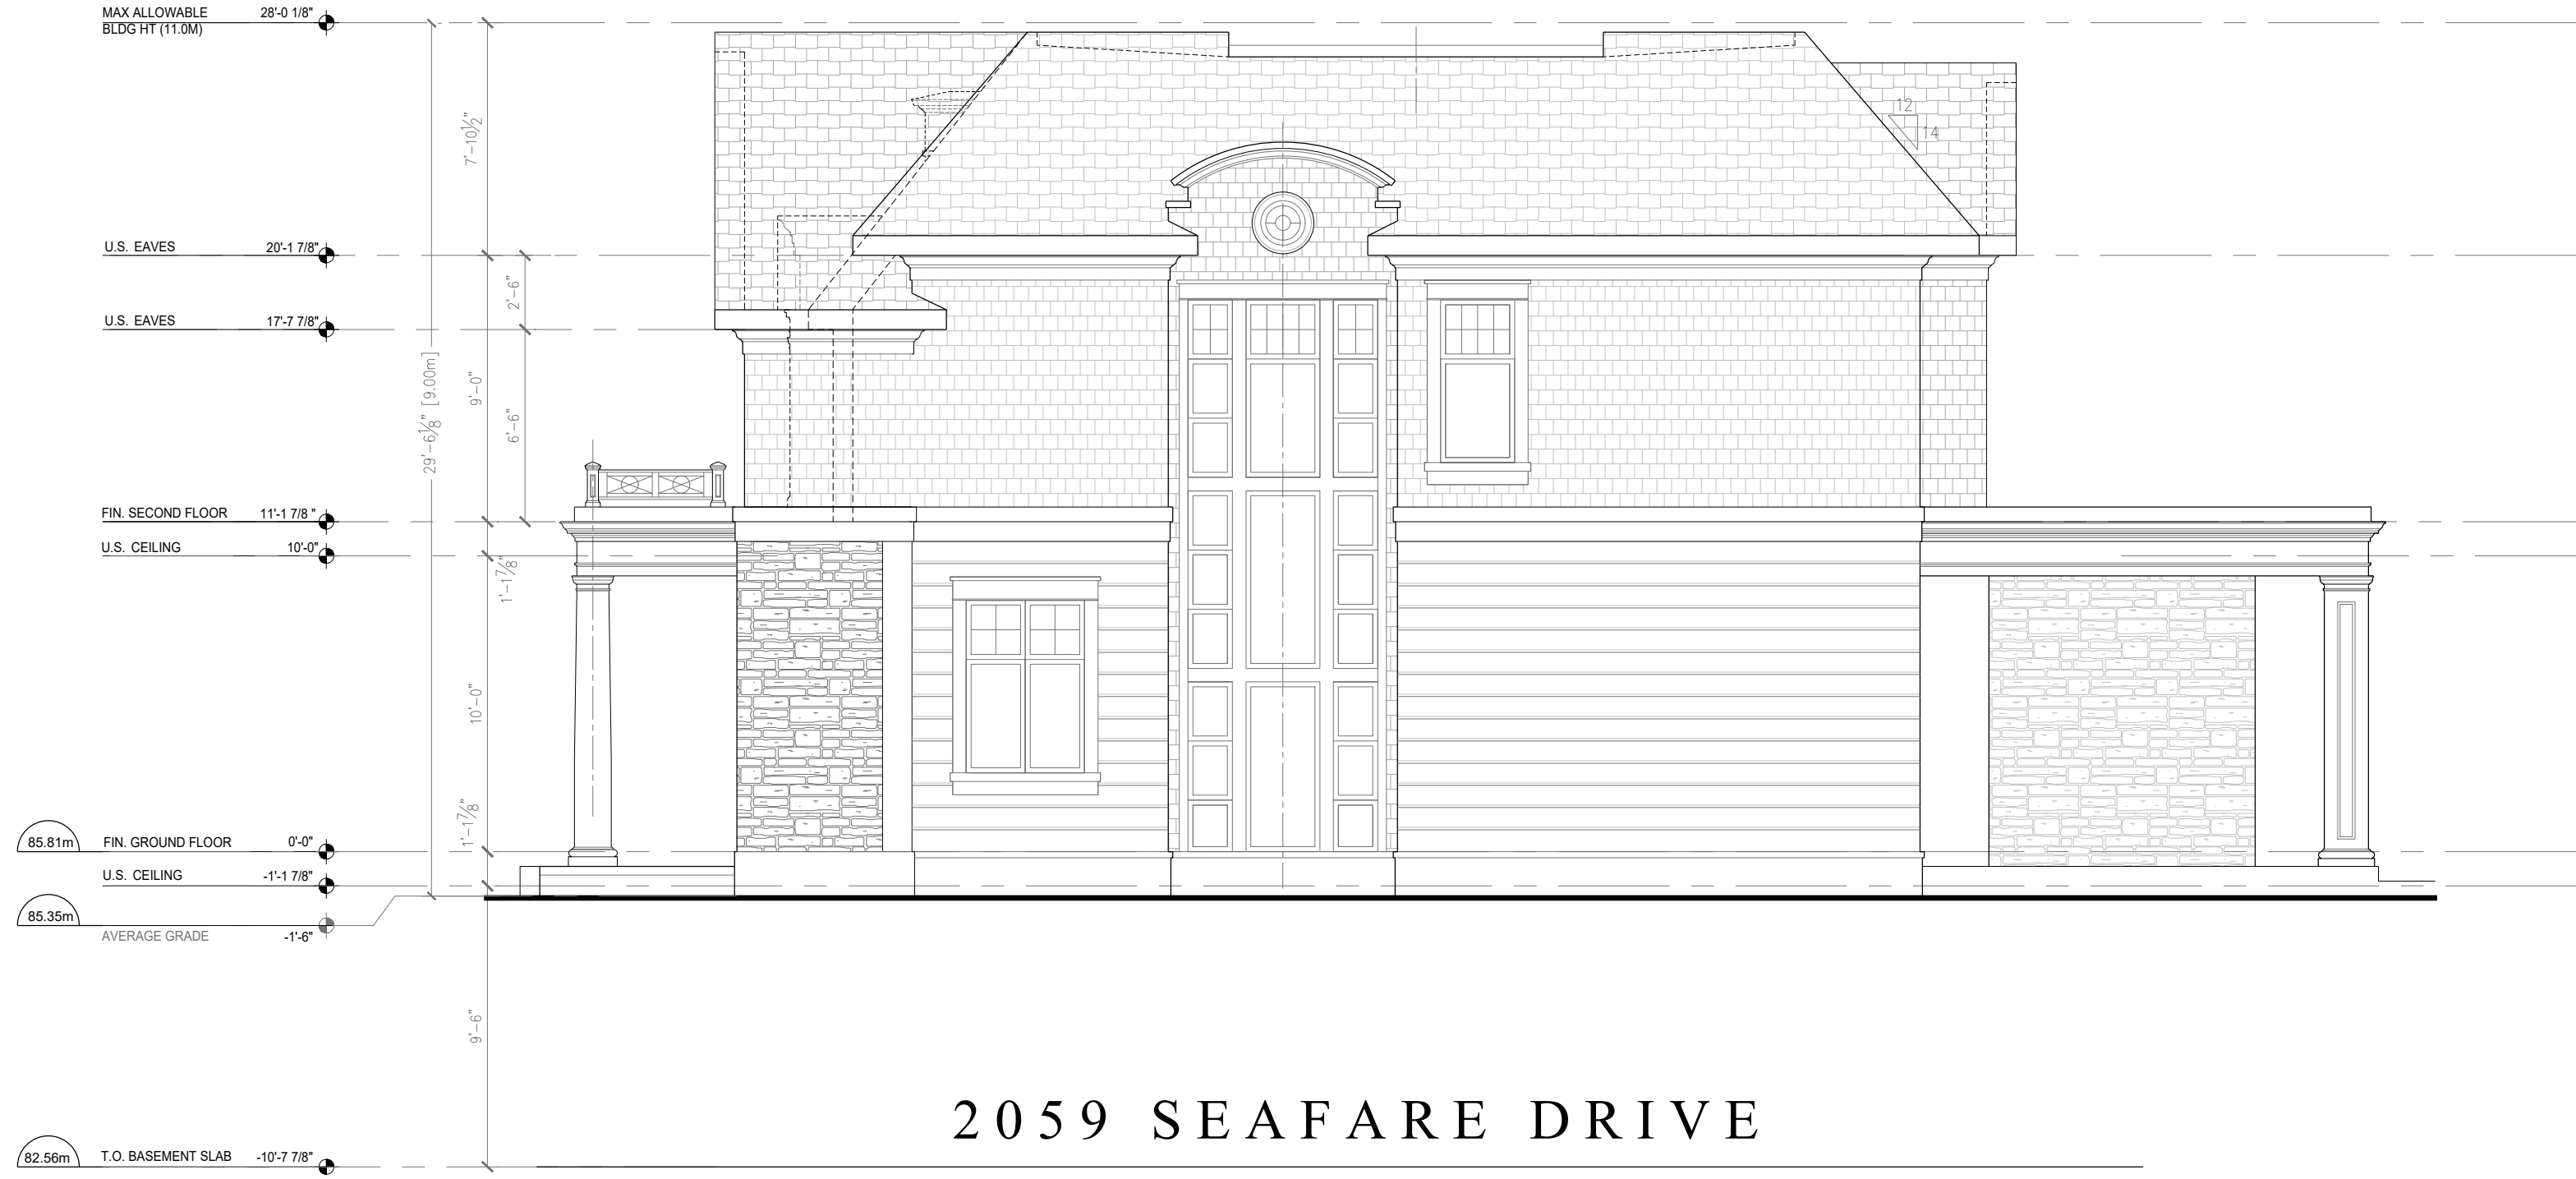 MAX ALLOWABLE 28'-0 1/8"
BLDG HT (11.0M)
7'-10½"
12
14
U.S. EAVES 20'-1 7/8"
2'-6"
U.S. EAVES 17'-7 7/8"
29'-6⅛" [9.00m]
9'-0"
6'-6"
FIN. SECOND FLOOR 11'-1 7/8 "
U.S. CEILING 10'-0"
1'-1⅞"
10'-0"
1'-1⅞"
85.81m FIN. GROUND FLOOR 0'-0"
U.S. CEILING -1'-1 7/8"
85.35m
AVERAGE GRADE -1'-6"
9'-6"
2059 SEAFARE DRIVE
82.56m T.O. BASEMENT SLAB -10'-7 7/8"